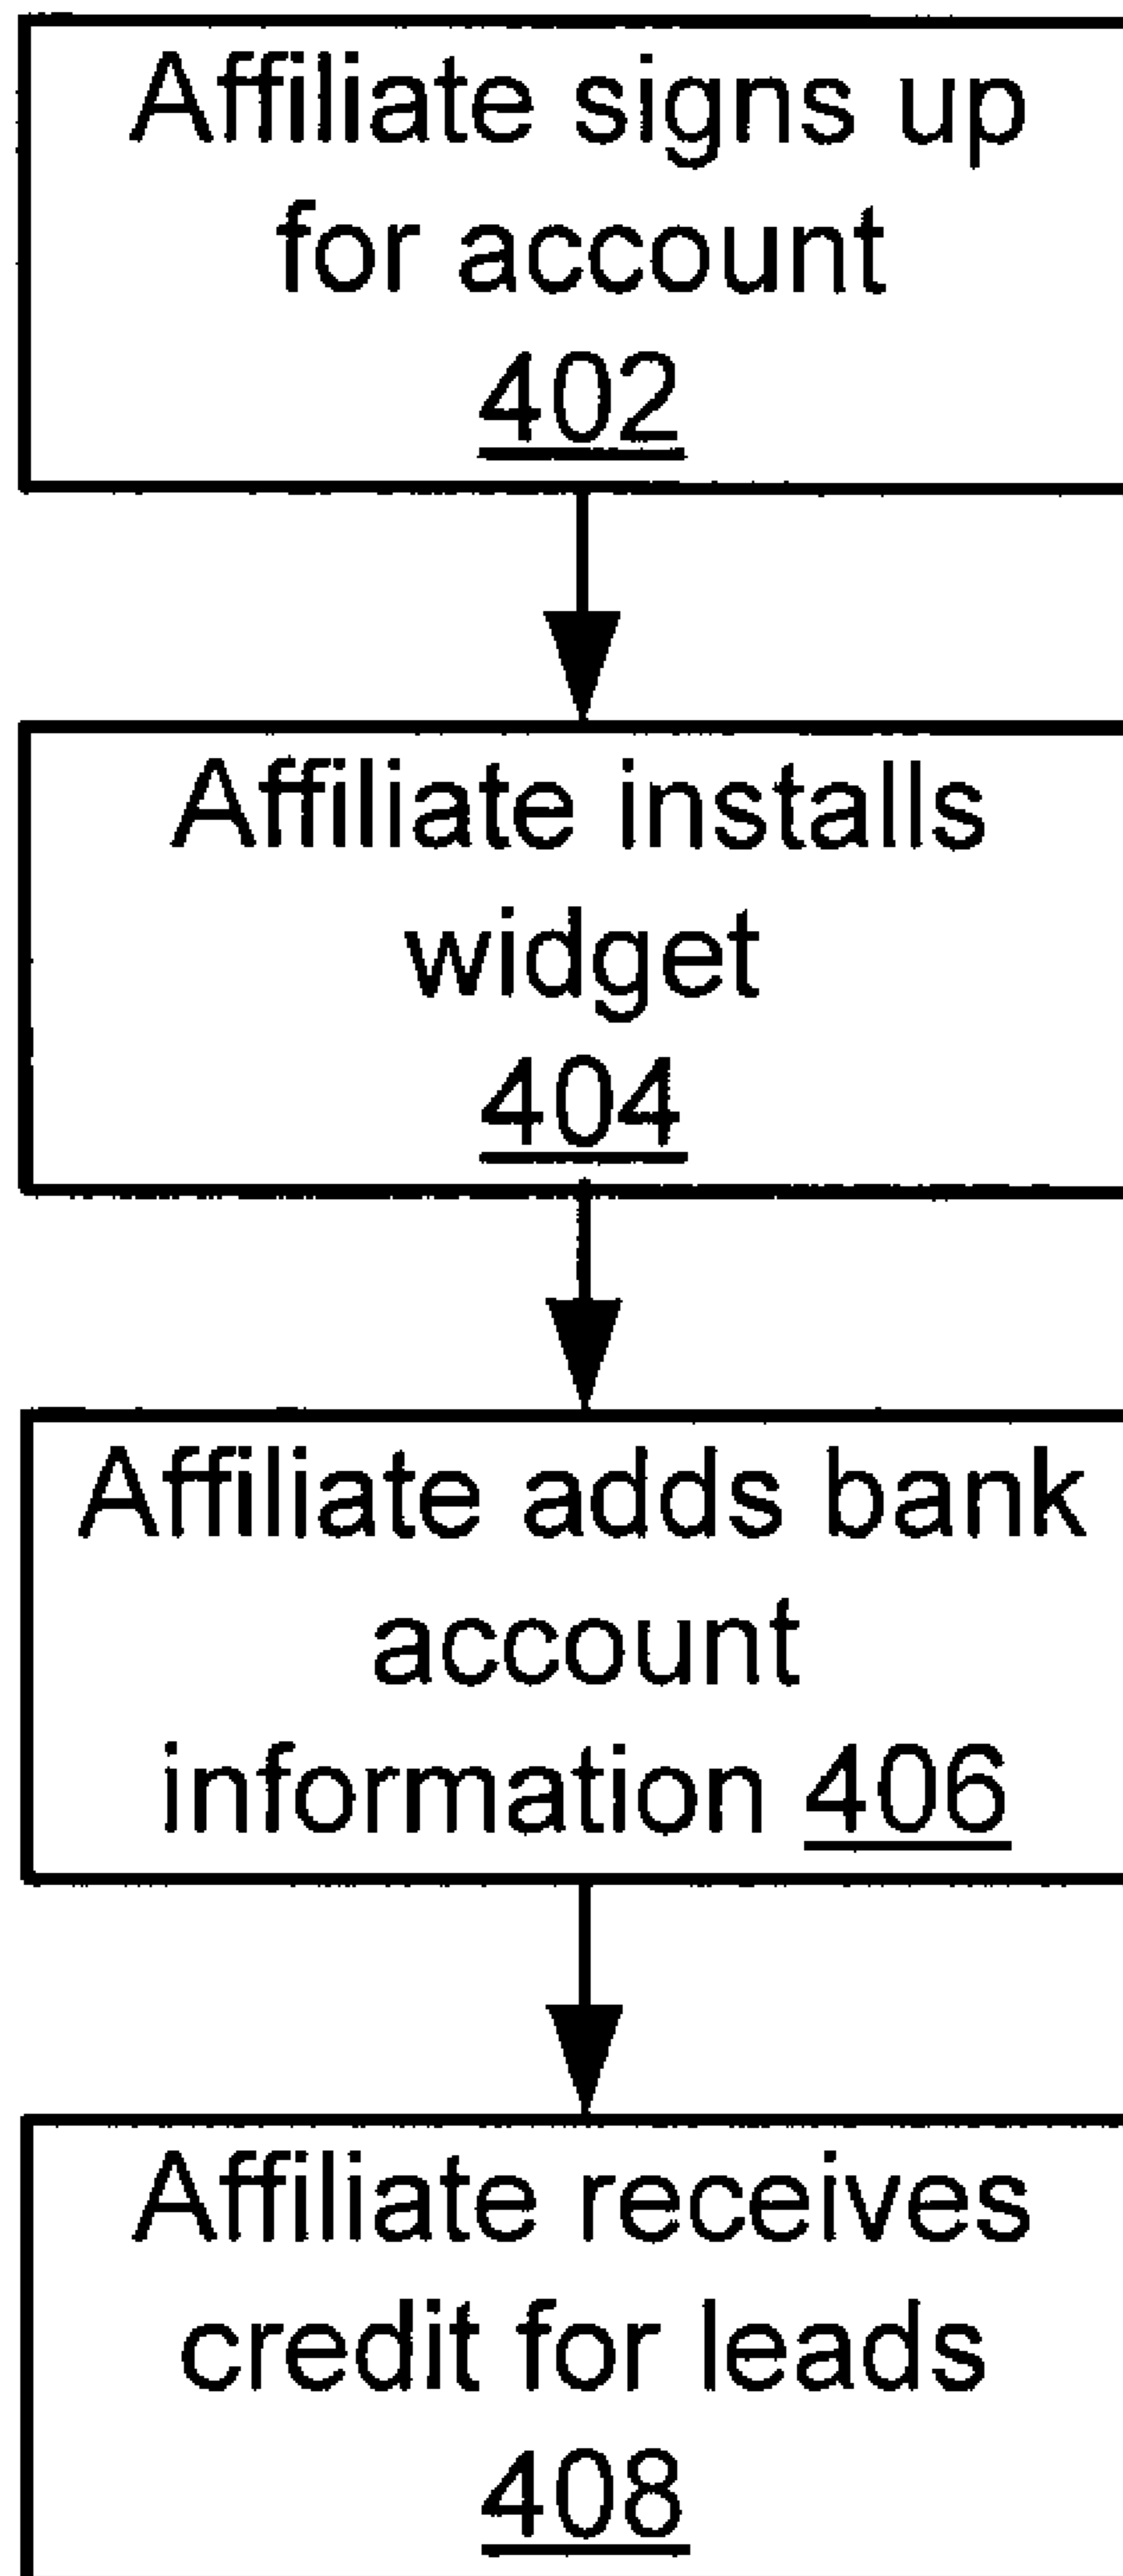 Affiliate signs up
for account
402
Affiliate installs
widget
404
Affiliate adds bank
account
information 406
Affiliate receives
credit for leads
408